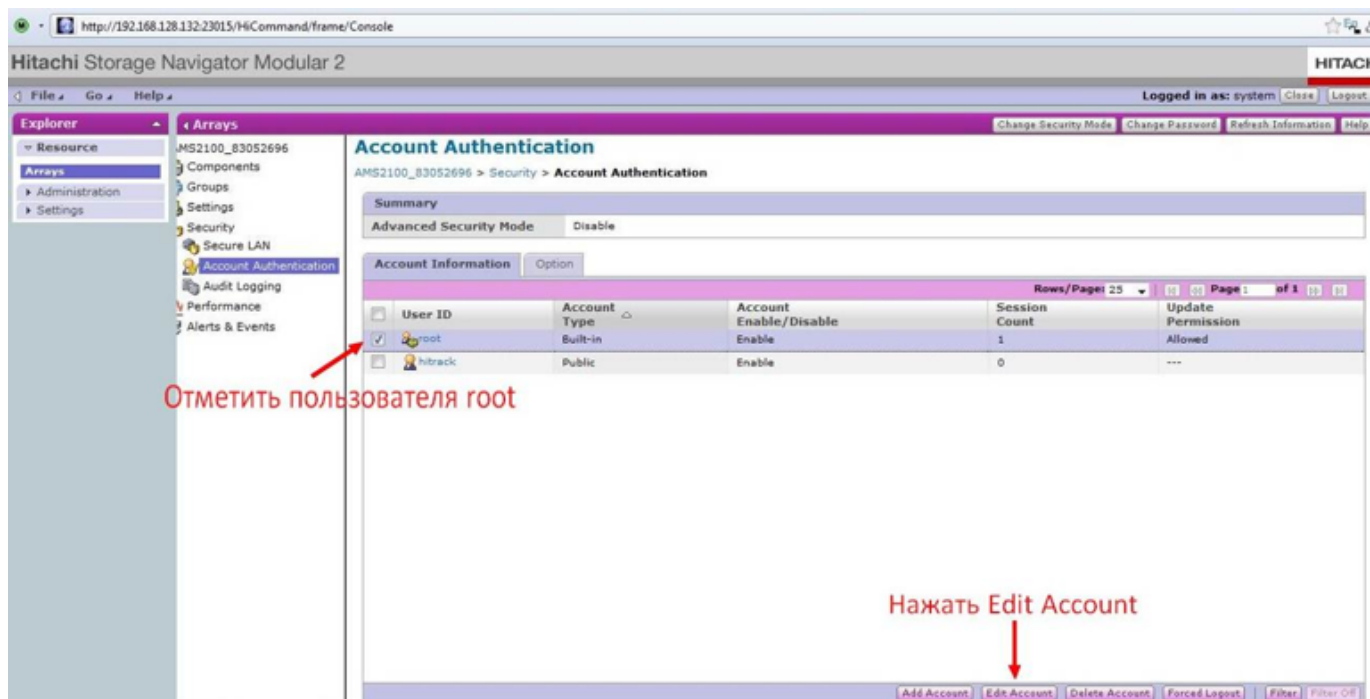 http://192.168.128.132:23015/HiCommand/frame/Console
Hitachi Storage Navigator Modular 2
HITACH
File Go Help
Logged in as: system Close Logout
Explorer
Arrays
Change Security Mode Change Password Refresh Information Help
Resource
Arrays
Administration
Settings
AMS2100_83052696
Components
Groups
Settings
Security
Secure LAN
Account Authentication
Audit Logging
Performance
Alerts & Events
Account Authentication
AMS2100_83052696 > Security > Account Authentication
Summary
Advanced Security Mode Disable
Account Information Option
Rows/Page: 25 Page 1 of 1
User ID Account Type Account Enable/Disable Session Count Update Permission
root Built-in Enable 1 Allowed
hitrack Public Enable 0 ---
Отметить пользователя root
Нажать Edit Account
Add Account Edit Account Delete Account Forced Logout Filter Filter Off